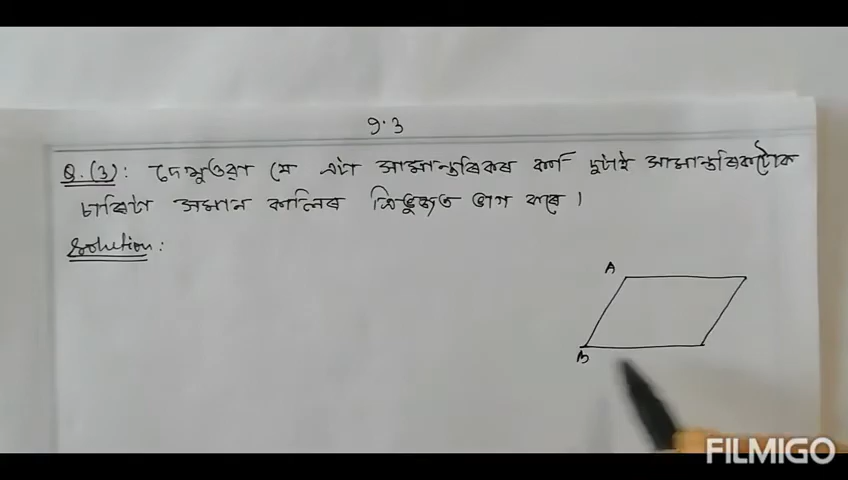 9.3
Q.(3): দেখুওৱা যে এটা সামান্তৰিকৰ কৰ্ণ দুটাই সামান্তৰিকটোক
চাৰিটা সমান কালিৰ ত্ৰিভুজত ভাগ কৰে ।
Solution:
A
B
FILMIGO